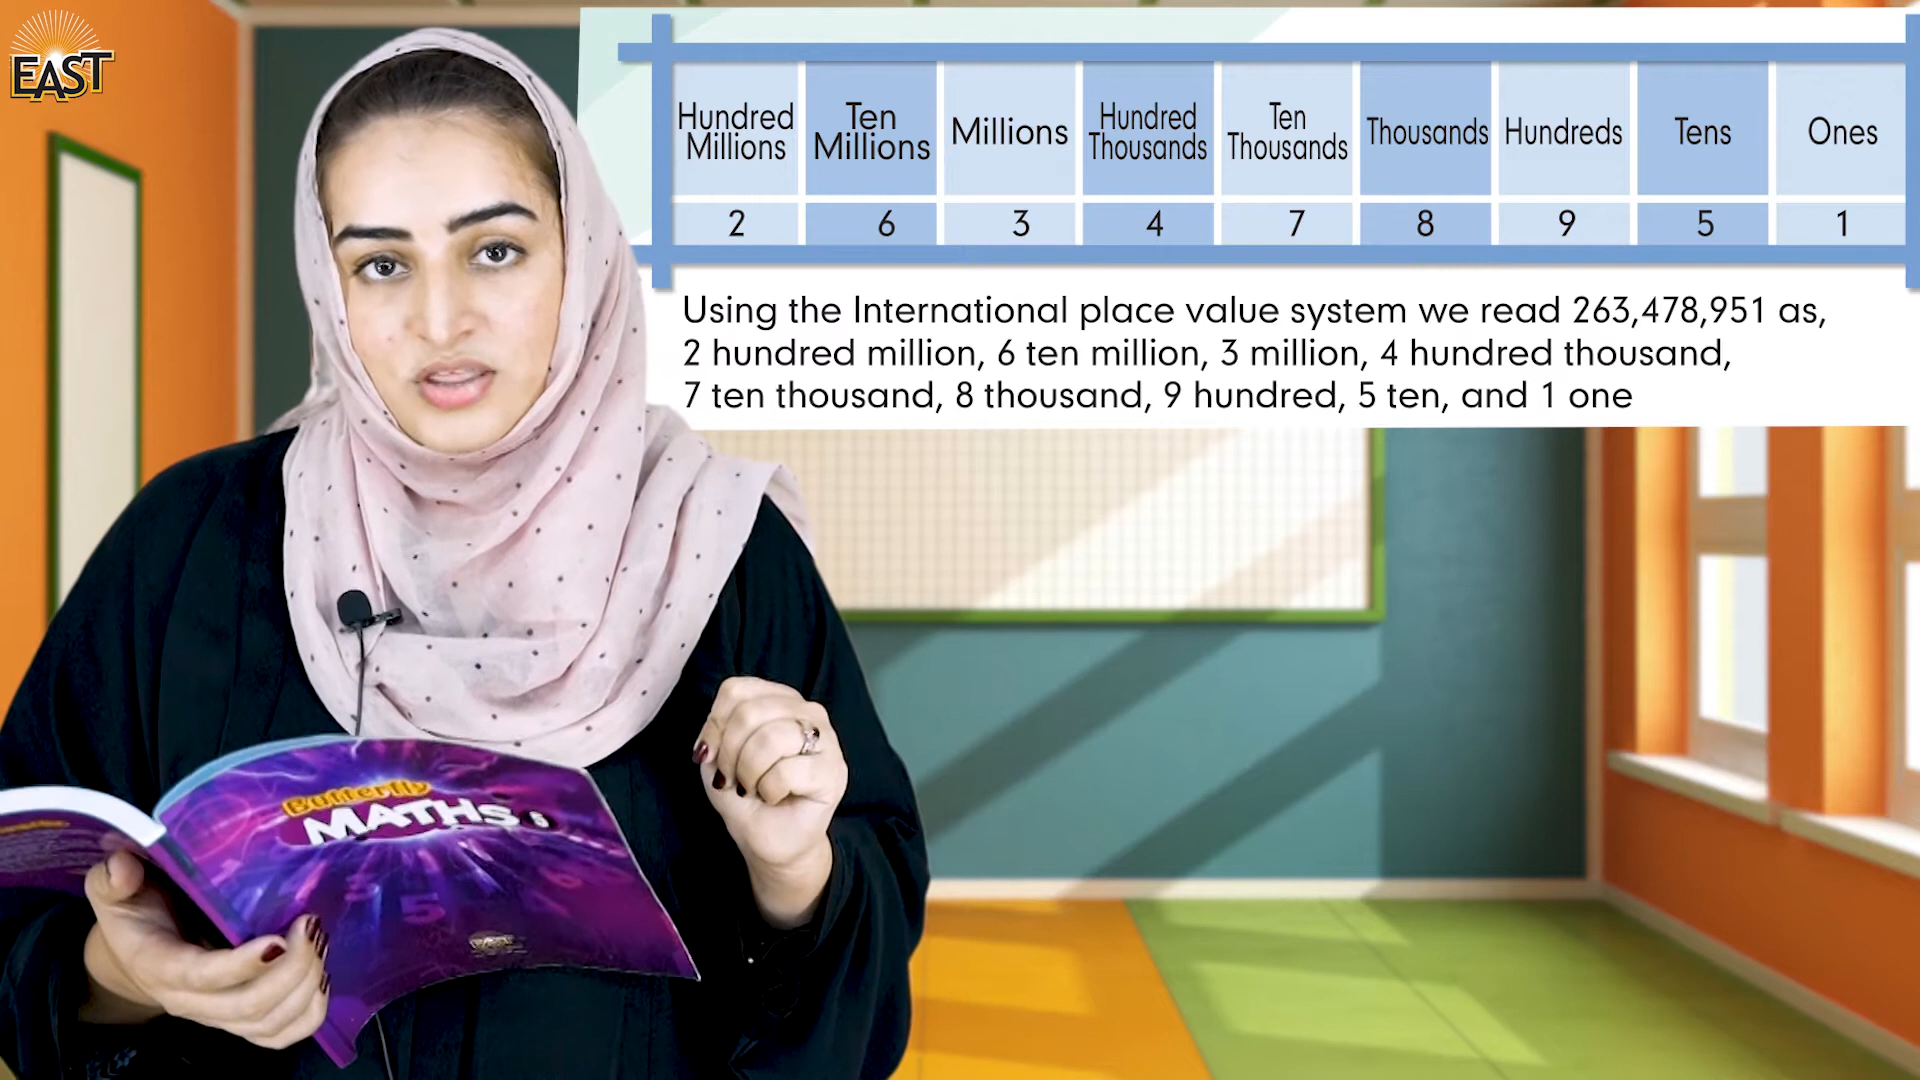 EAST
Hundred Millions
Ten Millions
Millions
Hundred Thousands
Ten Thousands
Thousands
Hundreds
Tens
Ones
2 6 3 4 7 8 9 5 1
Using the International place value system we read 263,478,951 as,
2 hundred million, 6 ten million, 3 million, 4 hundred thousand,
7 ten thousand, 8 thousand, 9 hundred, 5 ten, and 1 one
Butterfly
MATHS
5